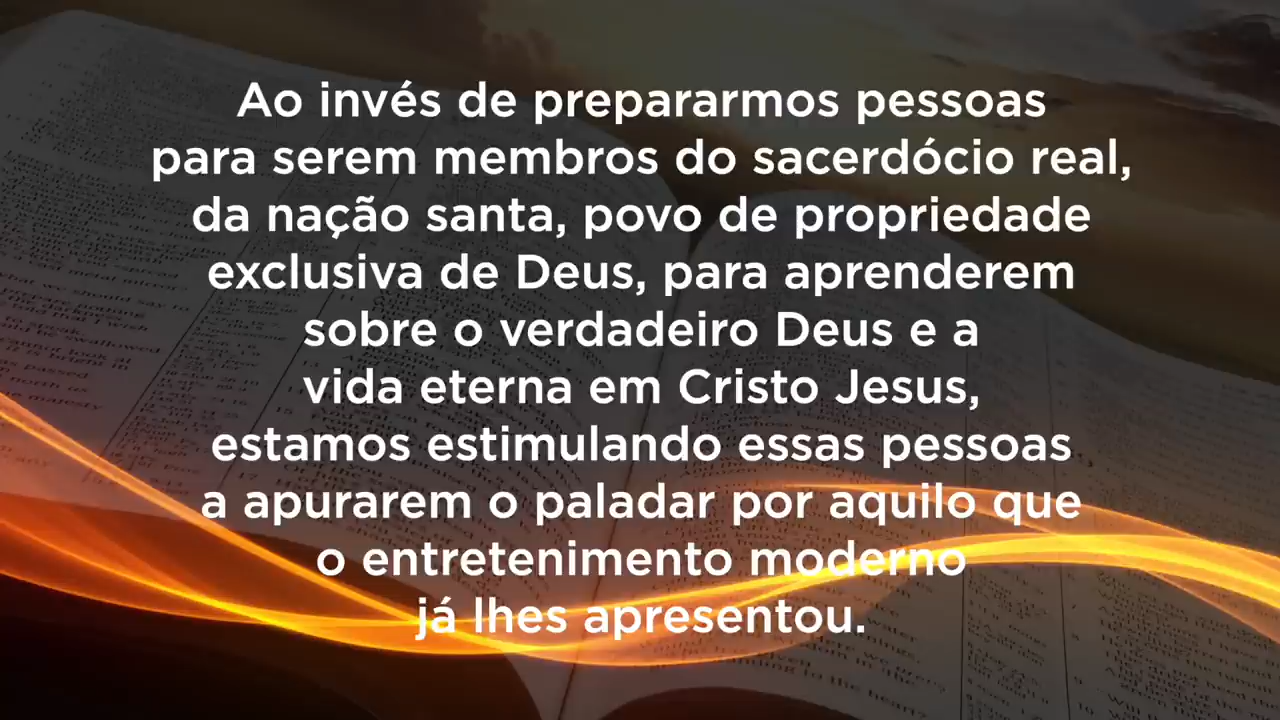 Ao invés de prepararmos pessoas
para serem membros do sacerdócio real,
da nação santa, povo de propriedade
exclusiva de Deus, para aprenderem
sobre o verdadeiro Deus e a
vida eterna em Cristo Jesus,
estamos estimulando essas pessoas
a apurarem o paladar por aquilo que
o entretenimento moderno
já lhes apresentou.